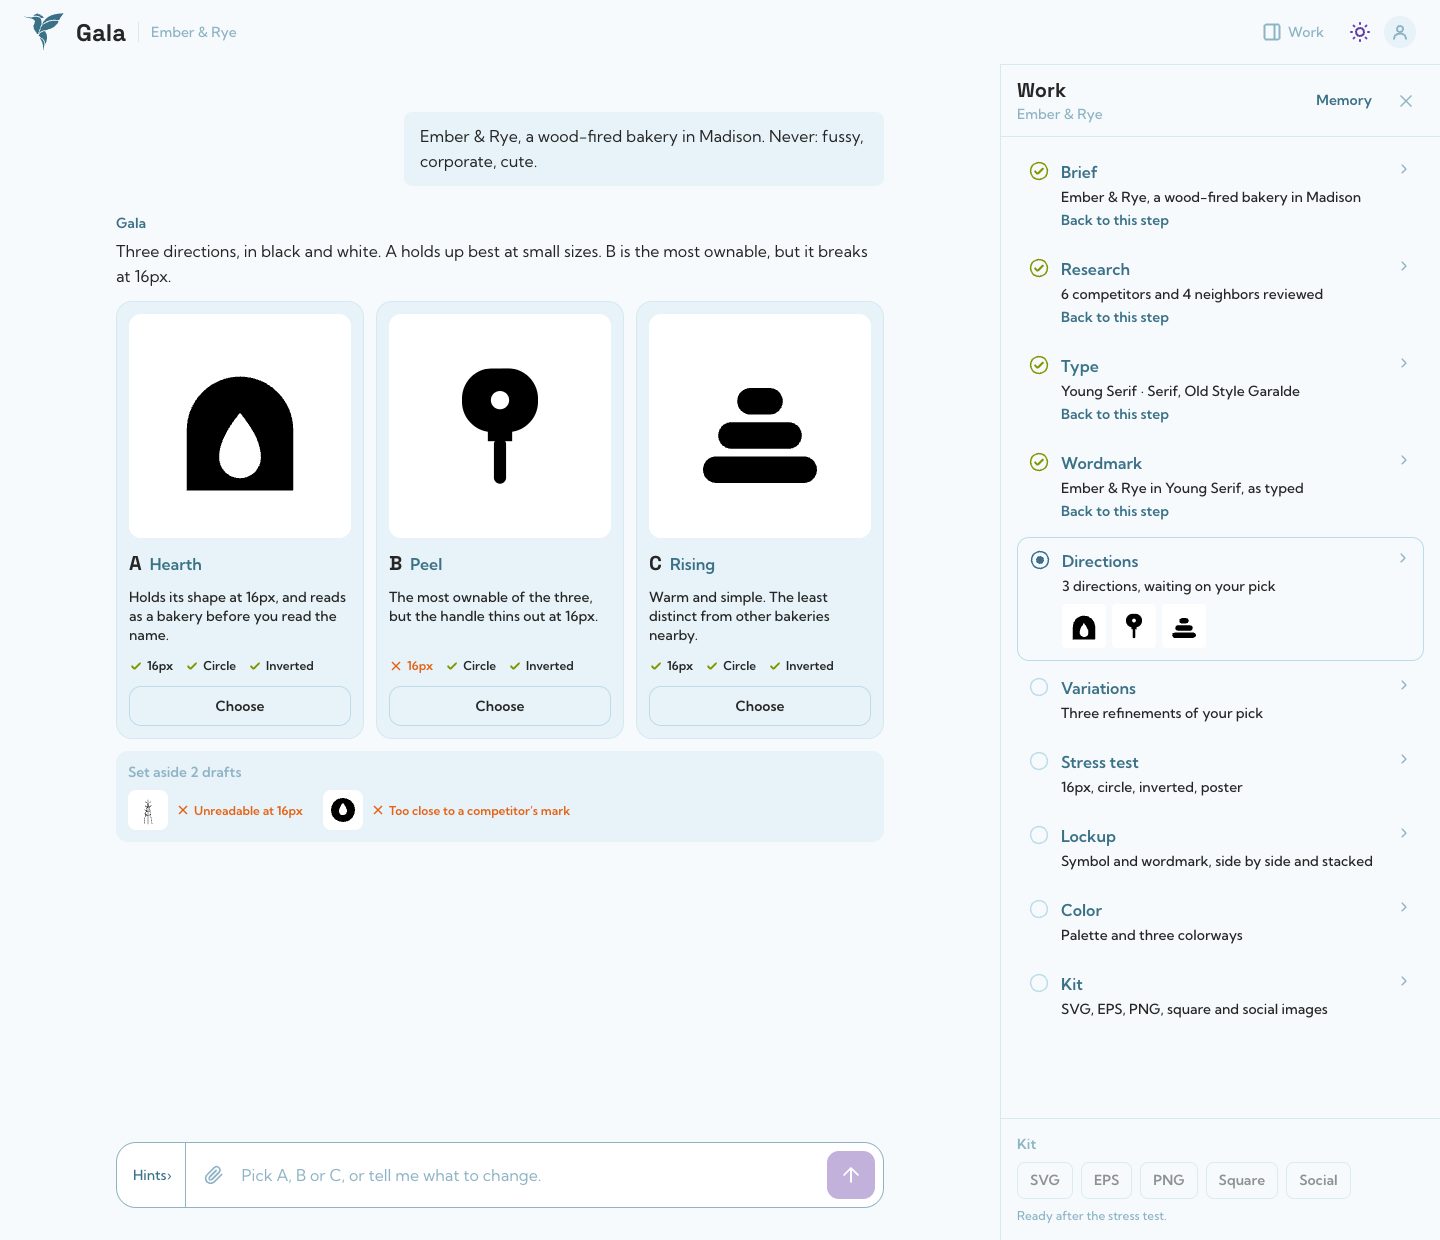 Gala
Ember & Rye
Work
Ember & Rye, a wood-fired bakery in Madison. Never: fussy,
corporate, cute.
Gala
Three directions, in black and white. A holds up best at small sizes. B is the most ownable, but it breaks
at 16px.
A Hearth
Holds its shape at 16px, and reads
as a bakery before you read the
name.
16px Circle Inverted
Choose
B Peel
The most ownable of the three,
but the handle thins out at 16px.
16px Circle Inverted
Choose
C Rising
Warm and simple. The least
distinct from other bakeries
nearby.
16px Circle Inverted
Choose
Set aside 2 drafts
Unreadable at 16px
Too close to a competitor's mark
Hints›
Pick A, B or C, or tell me what to change.
Work
Ember & Rye
Memory
Brief
Ember & Rye, a wood-fired bakery in Madison
Back to this step
Research
6 competitors and 4 neighbors reviewed
Back to this step
Type
Young Serif · Serif, Old Style Garalde
Back to this step
Wordmark
Ember & Rye in Young Serif, as typed
Back to this step
Directions
3 directions, waiting on your pick
Variations
Three refinements of your pick
Stress test
16px, circle, inverted, poster
Lockup
Symbol and wordmark, side by side and stacked
Color
Palette and three colorways
Kit
SVG, EPS, PNG, square and social images
Kit
SVG EPS PNG Square Social
Ready after the stress test.